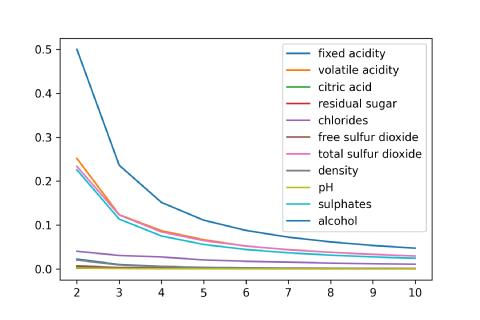 0.5
0.4
0.3
0.2
0.1
0.0
fixed acidity
volatile acidity
citric acid
residual sugar
chlorides
free sulfur dioxide
total sulfur dioxide
density
pH
sulphates
alcohol
2 3 4 5 6 7 8 9 10